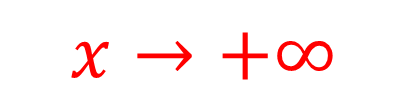 x → +∞